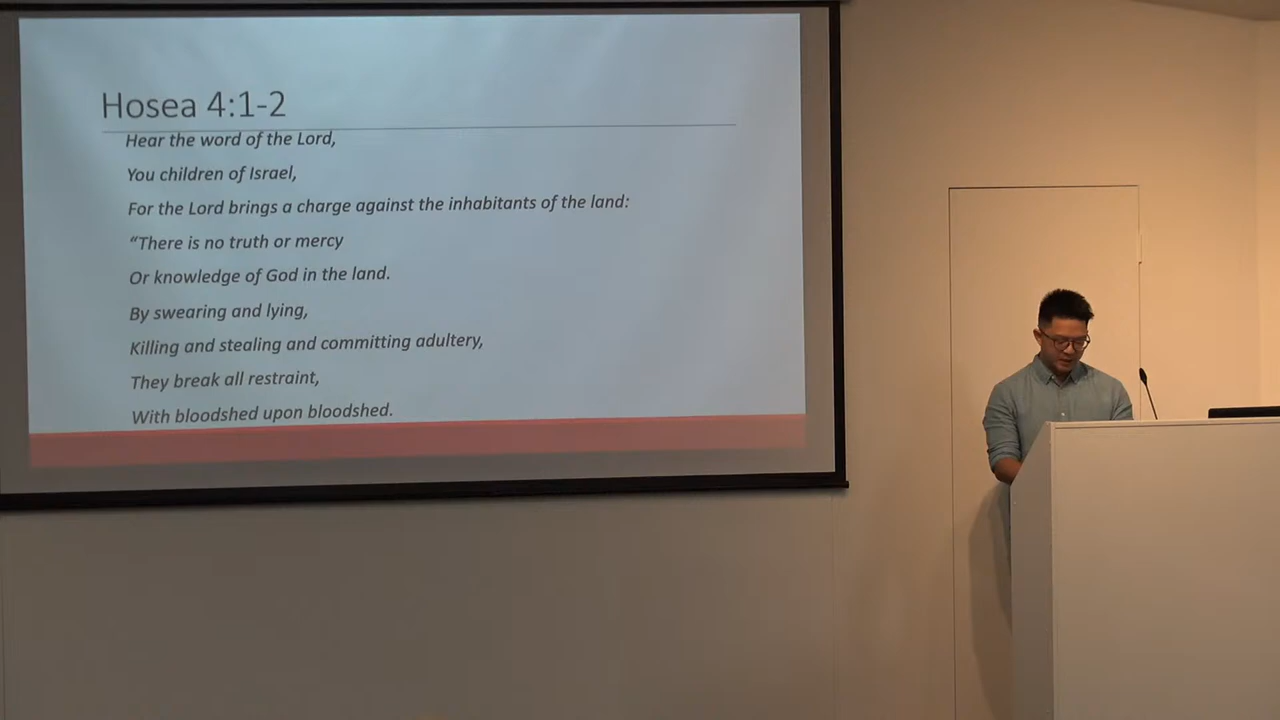 Hosea 4:1-2
Hear the word of the Lord,
You children of Israel,
For the Lord brings a charge against the inhabitants of the land:
“There is no truth or mercy
Or knowledge of God in the land.
By swearing and lying,
Killing and stealing and committing adultery,
They break all restraint,
With bloodshed upon bloodshed.